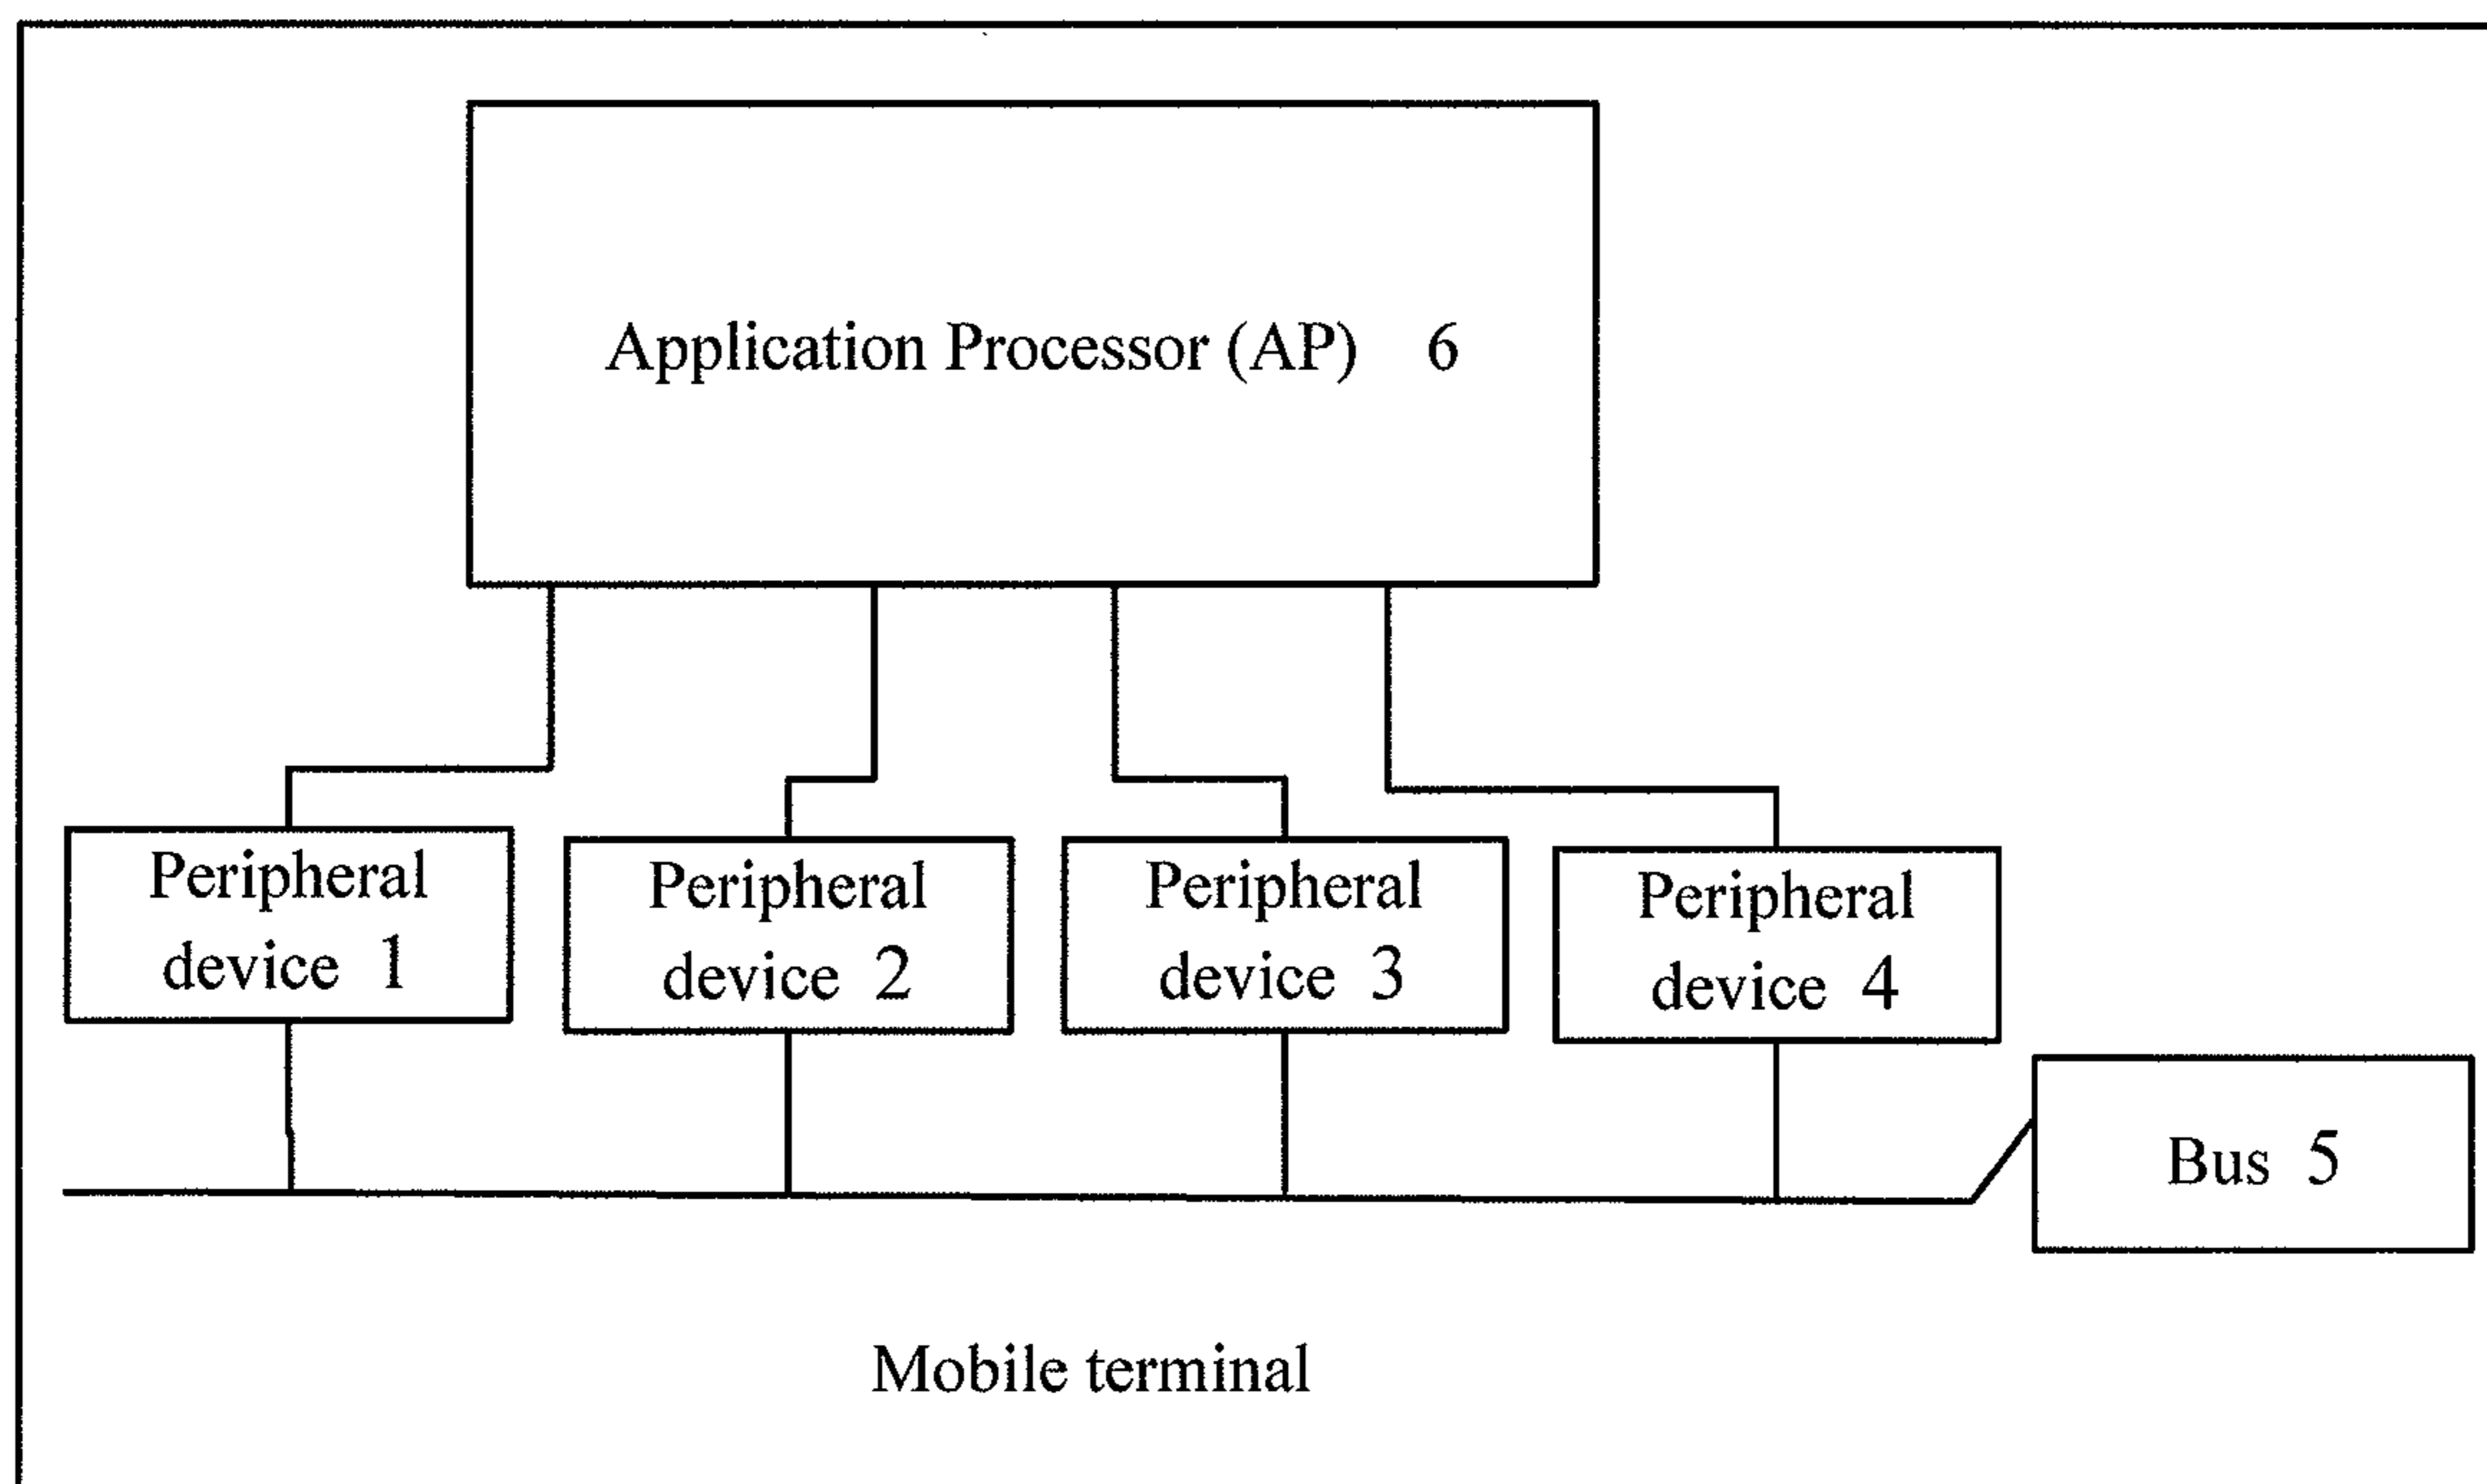 Application Processor (AP) 6
Peripheral
device 1
Peripheral
device 2
Peripheral
device 3
Peripheral
device 4
Bus 5
Mobile terminal